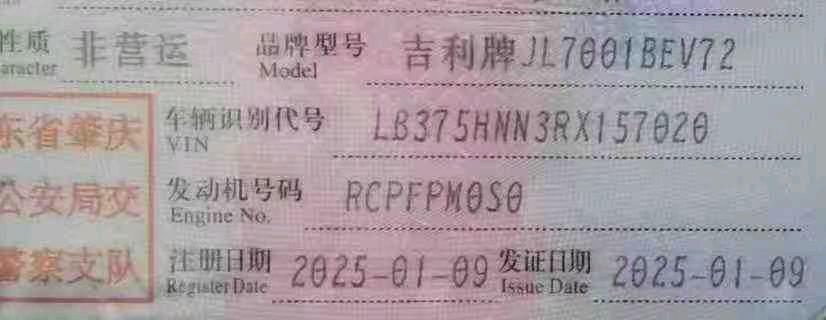 性质 非营运 品牌型号 吉利牌JL7001BEV72
aracter Model
东省肇庆 车辆识别代号 LB375HNN3RX157020
VIN
公安局交 发动机号码 RCPFPM0S0
Engine No.
警察支队 注册日期 2025-01-09 发证日期 2025-01-09
Register Date Issue Date